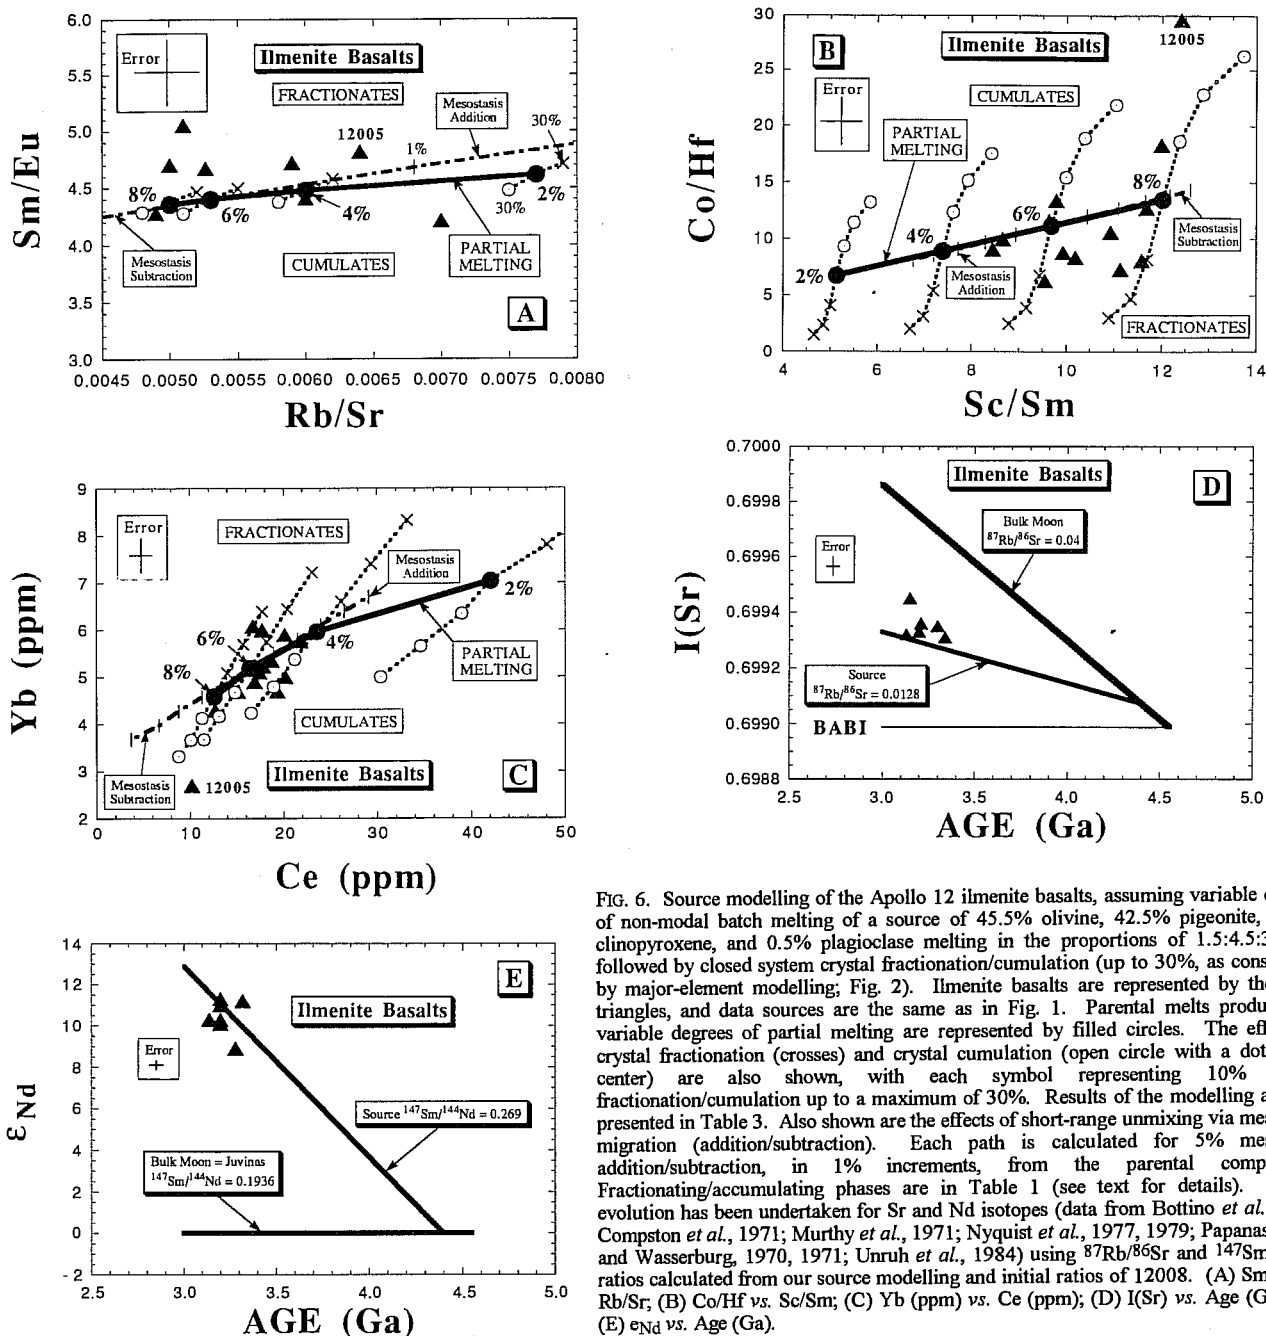 6.0
5.5
5.0
4.5
4.0
3.5
3.0
Sm/Eu
Error
Ilmenite Basalts
FRACTIONATES
Mesostasis
Addition
30%
12005
1%
8%
6%
4%
30%
2%
Mesostasis
Subtraction
CUMULATES
PARTIAL
MELTING
A
0.0045 0.0050 0.0055 0.0060 0.0065 0.0070 0.0075 0.0080
Rb/Sr
30
25
20
15
10
5
0
Co/Hf
B
Ilmenite Basalts
12005
Error
CUMULATES
PARTIAL
MELTING
8%
6%
4%
2%
Mesostasis
Subtraction
Mesostasis
Addition
FRACTIONATES
4 6 8 10 12 14
Sc/Sm
9
8
7
6
5
4
3
2
Yb (ppm)
Error
FRACTIONATES
Mesostasis
Addition
2%
6%
4%
PARTIAL
MELTING
8%
CUMULATES
Mesostasis
Subtraction
12005
Ilmenite Basalts
C
0 10 20 30 40 50
Ce (ppm)
0.7000
0.6998
0.6996
0.6994
0.6992
0.6990
0.6988
I(Sr)
Ilmenite Basalts
D
Bulk Moon
⁸⁷Rb/⁸⁶Sr = 0.04
Error
Source
⁸⁷Rb/⁸⁶Sr = 0.0128
BABI
2.5 3.0 3.5 4.0 4.5 5.0
AGE (Ga)
14
12
10
8
6
4
2
0
-2
εNd
E
Ilmenite Basalts
Error
Source ¹⁴⁷Sm/¹⁴⁴Nd = 0.269
Bulk Moon = Juvinas
¹⁴⁷Sm/¹⁴⁴Nd = 0.1936
2.5 3.0 3.5 4.0 4.5 5.0
AGE (Ga)
FIG. 6. Source modelling of the Apollo 12 ilmenite basalts, assuming variable
of non-modal batch melting of a source of 45.5% olivine, 42.5% pigeonite,
clinopyroxene, and 0.5% plagioclase melting in the proportions of 1.5:4.5:3
followed by closed system crystal fractionation/cumulation (up to 30%, as cons
by major-element modelling; Fig. 2). Ilmenite basalts are represented by the
triangles, and data sources are the same as in Fig. 1. Parental melts produ
variable degrees of partial melting are represented by filled circles. The eff
crystal fractionation (crosses) and crystal cumulation (open circle with a dot
center) are also shown, with each symbol representing 10%
fractionation/cumulation up to a maximum of 30%. Results of the modelling a
presented in Table 3. Also shown are the effects of short-range unmixing via me
migration (addition/subtraction). Each path is calculated for 5% me
addition/subtraction, in 1% increments, from the parental comp
Fractionating/accumulating phases are in Table 1 (see text for details).
evolution has been undertaken for Sr and Nd isotopes (data from Bottino et al.
Compston et al., 1971; Murthy et al., 1971; Nyquist et al., 1977, 1979; Papanas
and Wasserburg, 1970, 1971; Unruh et al., 1984) using ⁸⁷Rb/⁸⁶Sr and ¹⁴⁷Sm
ratios calculated from our source modelling and initial ratios of 12008. (A) Sm
Rb/Sr; (B) Co/Hf vs. Sc/Sm; (C) Yb (ppm) vs. Ce (ppm); (D) I(Sr) vs. Age (G
(E) eNd vs. Age (Ga).